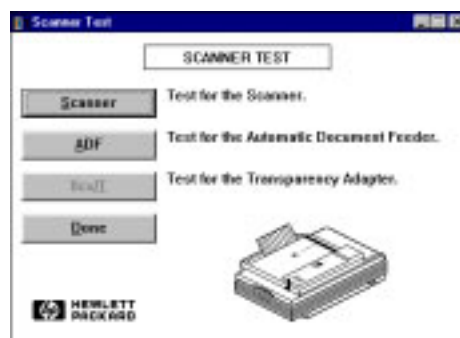 Scanner Test
SCANNER TEST
Scanner Test for the Scanner.
ADF Test for the Automatic Document Feeder.
Test for the Transparency Adapter.
Done
HEWLETT
PACKARD